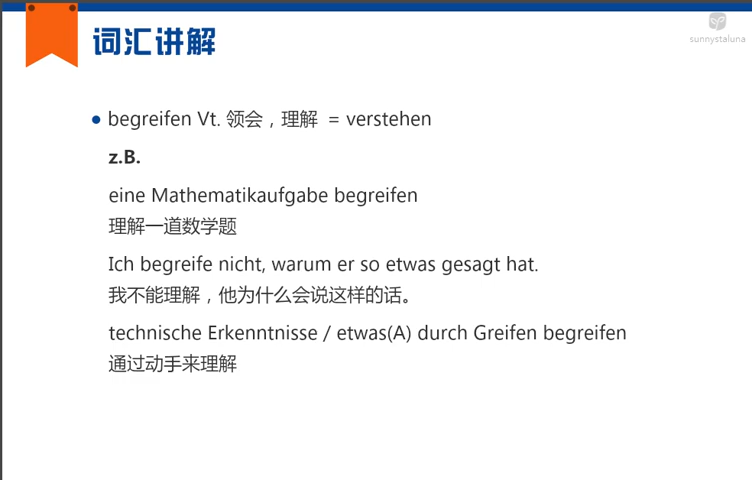 词汇讲解
sunnystaluna
begreifen Vt. 领会，理解 = verstehen
z.B.
eine Mathematikaufgabe begreifen
理解一道数学题
Ich begreife nicht, warum er so etwas gesagt hat.
我不能理解，他为什么会说这样的话。
technische Erkenntnisse / etwas(A) durch Greifen begreifen
通过动手来理解